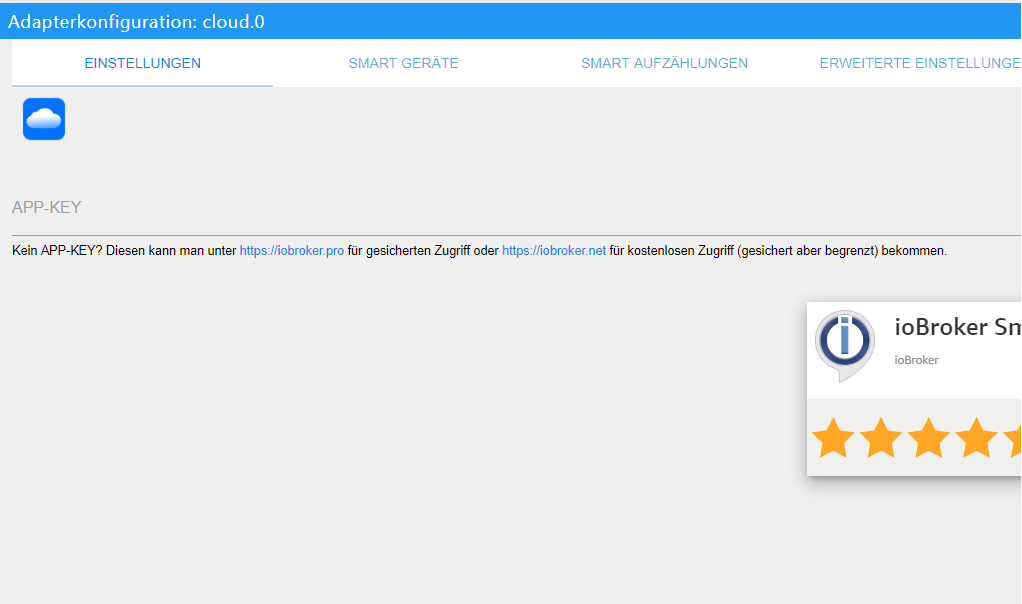 Adapterkonfiguration: cloud.0
EINSTELLUNGEN SMART GERÄTE SMART AUFZÄHLUNGEN ERWEITERTE EINSTELLUNGE
APP-KEY
Kein APP-KEY? Diesen kann man unter https://iobroker.pro für gesicherten Zugriff oder https://iobroker.net für kostenlosen Zugriff (gesichert aber begrenzt) bekommen.
ioBroker Sm
ioBroker